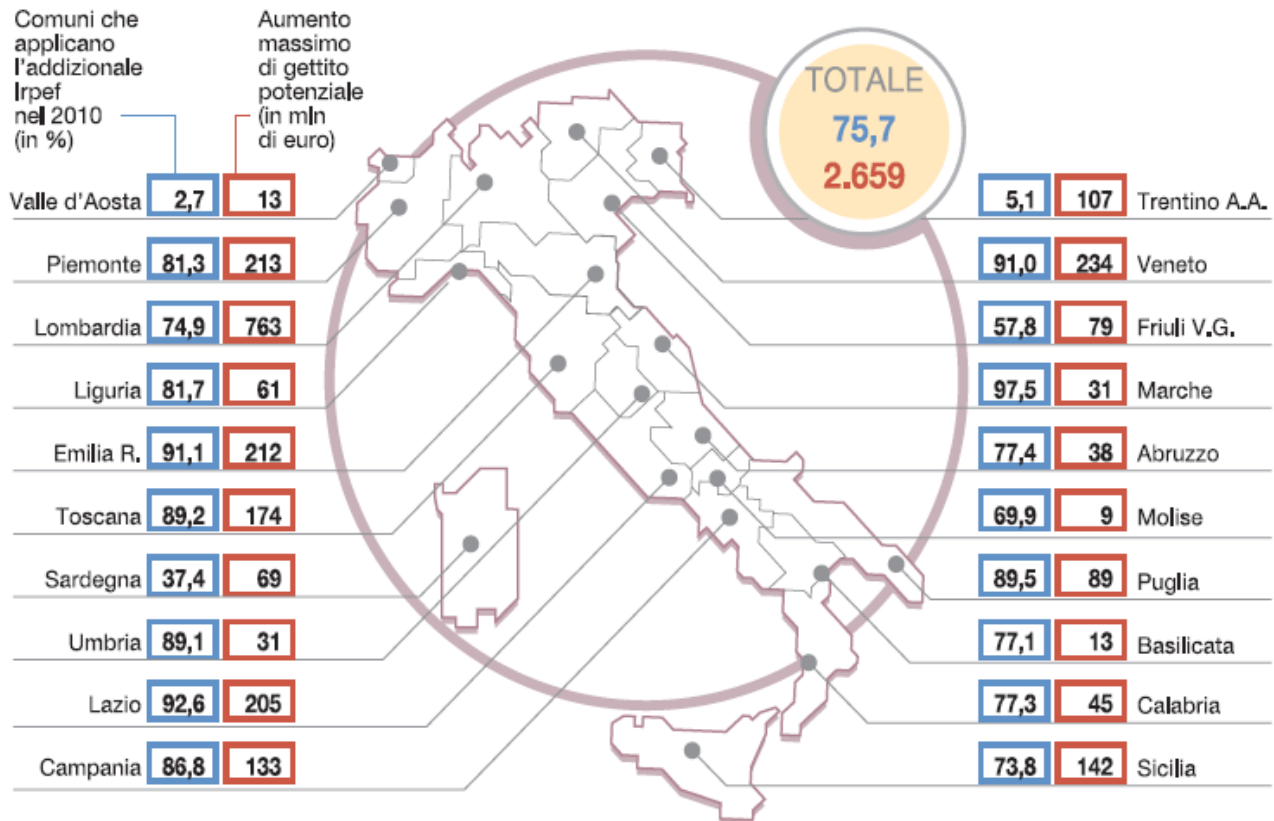 Comuni che
applicano
l'addizionale
Irpef
nel 2010
(in %)
Aumento
massimo
di gettito
potenziale
(in mln
di euro)
TOTALE
75,7
2.659
Valle d'Aosta 2,7 13
Piemonte 81,3 213
Lombardia 74,9 763
Liguria 81,7 61
Emilia R. 91,1 212
Toscana 89,2 174
Sardegna 37,4 69
Umbria 89,1 31
Lazio 92,6 205
Campania 86,8 133
5,1 107 Trentino A.A.
91,0 234 Veneto
57,8 79 Friuli V.G.
97,5 31 Marche
77,4 38 Abruzzo
69,9 9 Molise
89,5 89 Puglia
77,1 13 Basilicata
77,3 45 Calabria
73,8 142 Sicilia